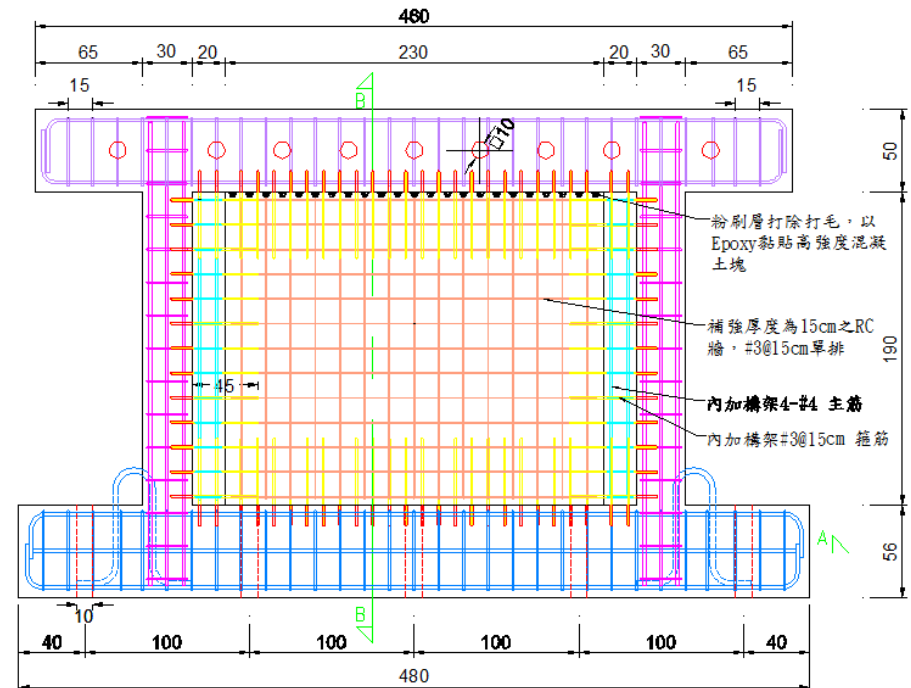 460
65 30 20 230 20 30 65
15 15
B
□10
50
粉刷層打除打毛，以
Epoxy黏貼高強度混凝
土塊
補強厚度為15cm之RC
牆，#3@15cm單排
190
45
內加構架4-#4 主筋
內加構架#3@15cm 箍筋
A
56
10
B
40 100 100 100 100 40
480